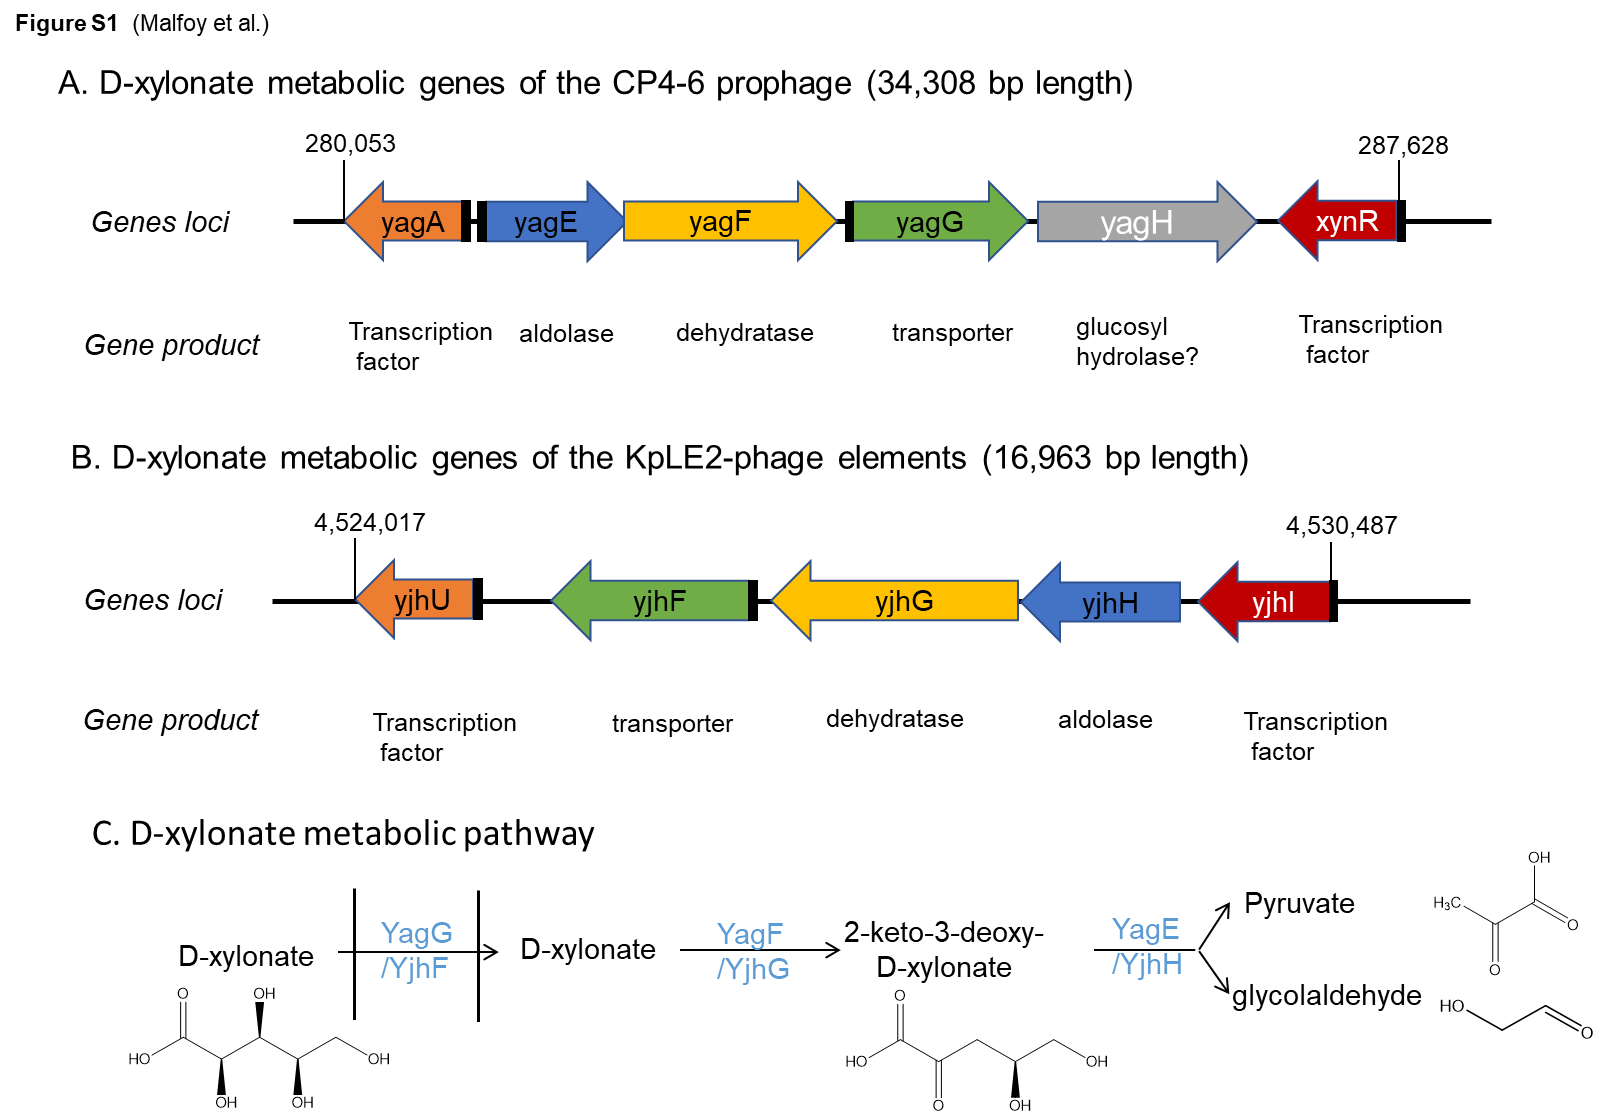 Figure S1 (Malfoy et al.)
A. D-xylonate metabolic genes of the CP4-6 prophage (34,308 bp length)
280,053
287,628
Genes loci
yagA
yagE
yagF
yagG
yagH
xynR
Gene product
Transcription
factor
aldolase
dehydratase
transporter
glucosyl
hydrolase?
Transcription
factor
B. D-xylonate metabolic genes of the KpLE2-phage elements (16,963 bp length)
4,524,017
4,530,487
Genes loci
yjhU
yjhF
yjhG
yjhH
yjhI
Gene product
Transcription
factor
transporter
dehydratase
aldolase
Transcription
factor
C. D-xylonate metabolic pathway
D-xylonate
YagG
/YjhF
D-xylonate
YagF
/YjhG
2-keto-3-deoxy-
D-xylonate
YagE
/YjhH
Pyruvate
glycolaldehyde
O
OH
HO
OH
OH
OH
O
HO
O
OH
OH
OH
H₃C
O
O
HO
O